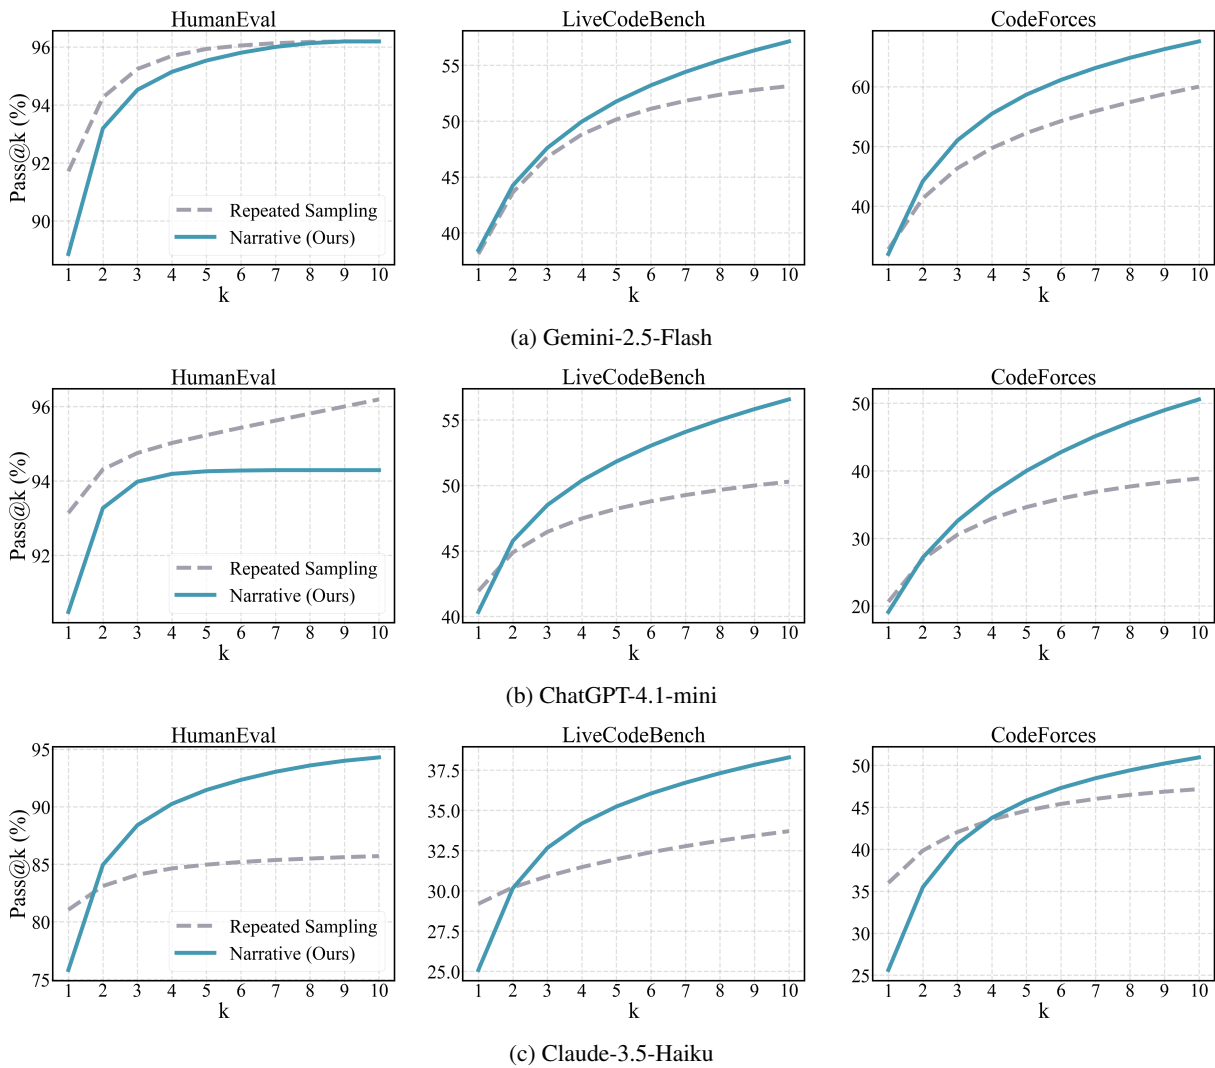 HumanEval LiveCodeBench CodeForces
Pass@k (%)
96
94
92
90
55
50
45
40
60
50
40
Repeated Sampling
Narrative (Ours)
1 2 3 4 5 6 7 8 9 10 1 2 3 4 5 6 7 8 9 10 1 2 3 4 5 6 7 8 9 10
k k k
(a) Gemini-2.5-Flash
HumanEval LiveCodeBench CodeForces
Pass@k (%)
96
94
92
55
50
45
40
50
40
30
20
Repeated Sampling
Narrative (Ours)
1 2 3 4 5 6 7 8 9 10 1 2 3 4 5 6 7 8 9 10 1 2 3 4 5 6 7 8 9 10
k k k
(b) ChatGPT-4.1-mini
HumanEval LiveCodeBench CodeForces
Pass@k (%)
95
90
85
80
75
37.5
35.0
32.5
30.0
27.5
25.0
50
45
40
35
30
25
Repeated Sampling
Narrative (Ours)
1 2 3 4 5 6 7 8 9 10 1 2 3 4 5 6 7 8 9 10 1 2 3 4 5 6 7 8 9 10
k k k
(c) Claude-3.5-Haiku